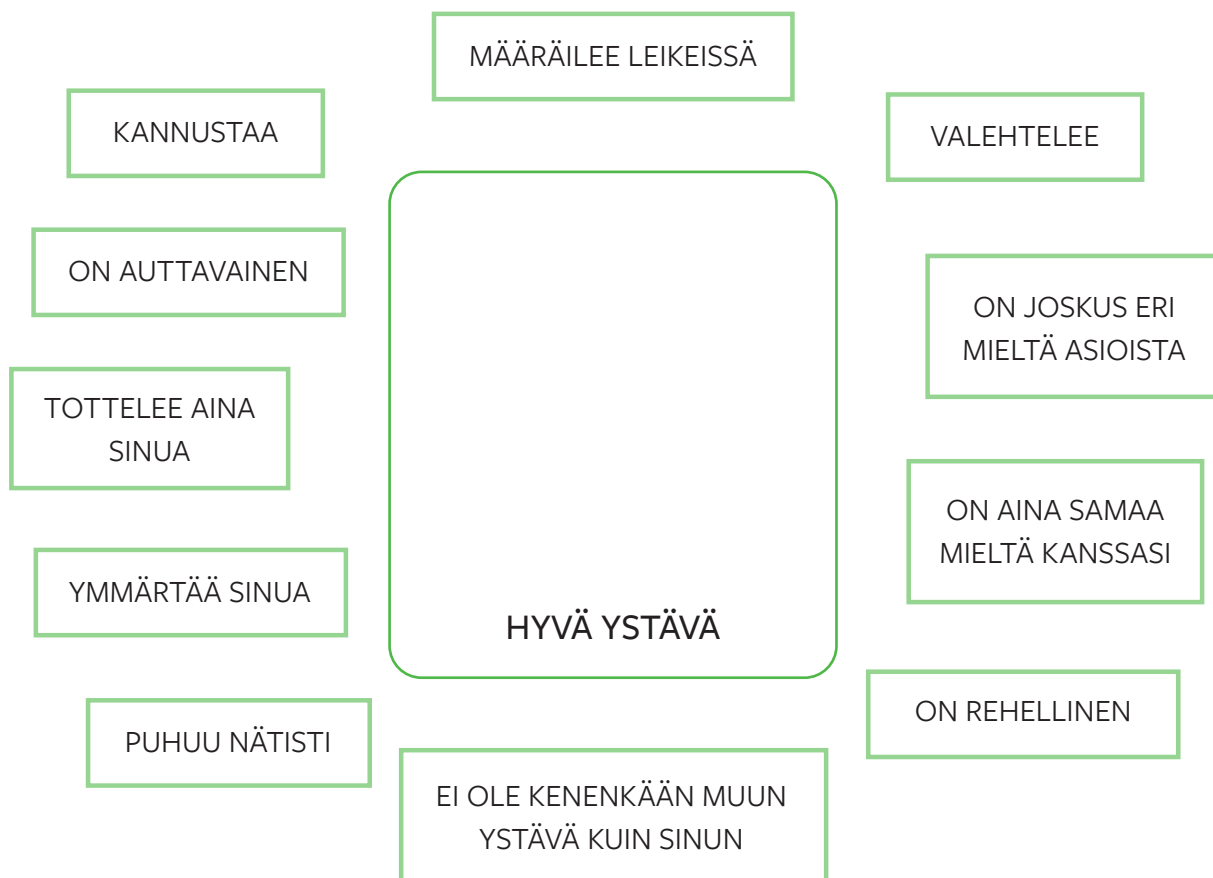 MÄÄRÄILEE LEIKEISSÄ
KANNUSTAA
VALEHTELEE
ON AUTTAVAINEN
ON JOSKUS ERI
MIELTÄ ASIOISTA
TOTTELEE AINA
SINUA
ON AINA SAMAA
MIELTÄ KANSSASI
YMMÄRTÄÄ SINUA
HYVÄ YSTÄVÄ
ON REHELLINEN
PUHUU NÄTISTI
EI OLE KENENKÄÄN MUUN
YSTÄVÄ KUIN SINUN